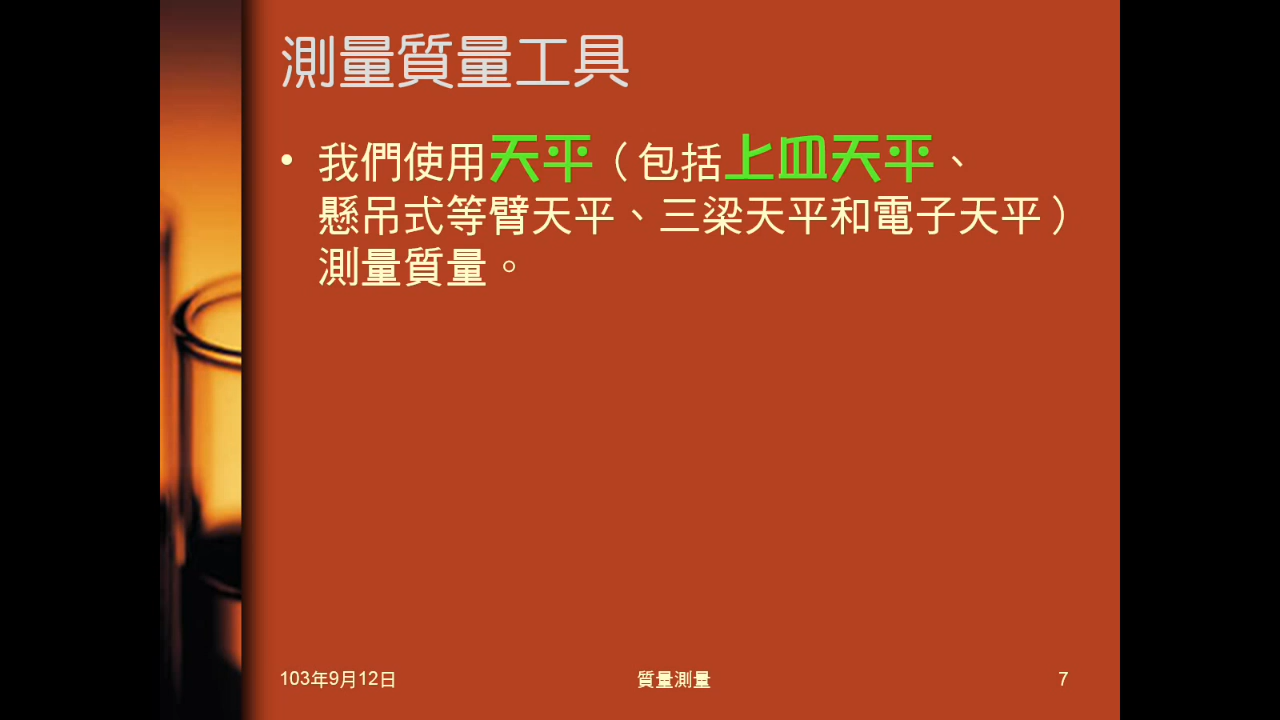 測量質量工具
• 我們使用天平（包括上皿天平、
懸吊式等臂天平、三梁天平和電子天平）
測量質量。
103年9月12日
質量測量
7